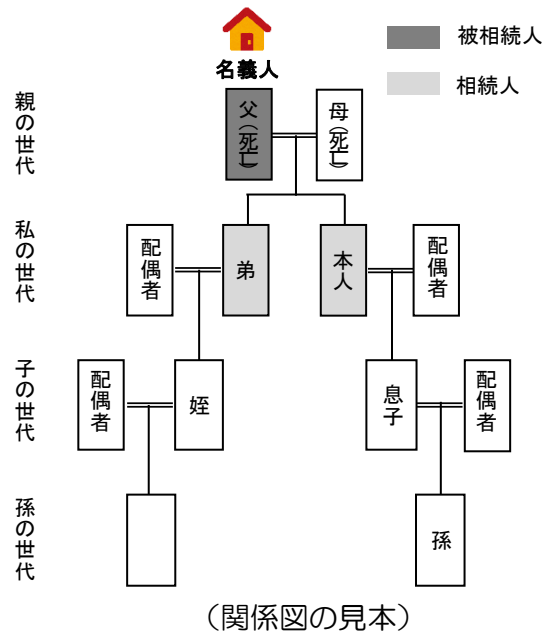 被相続人
相続人
名義人
親の世代
父（死亡）
母（死亡）
私の世代
配偶者
弟
本人
配偶者
子の世代
配偶者
姪
息子
配偶者
孫の世代
孫
（関係図の見本）